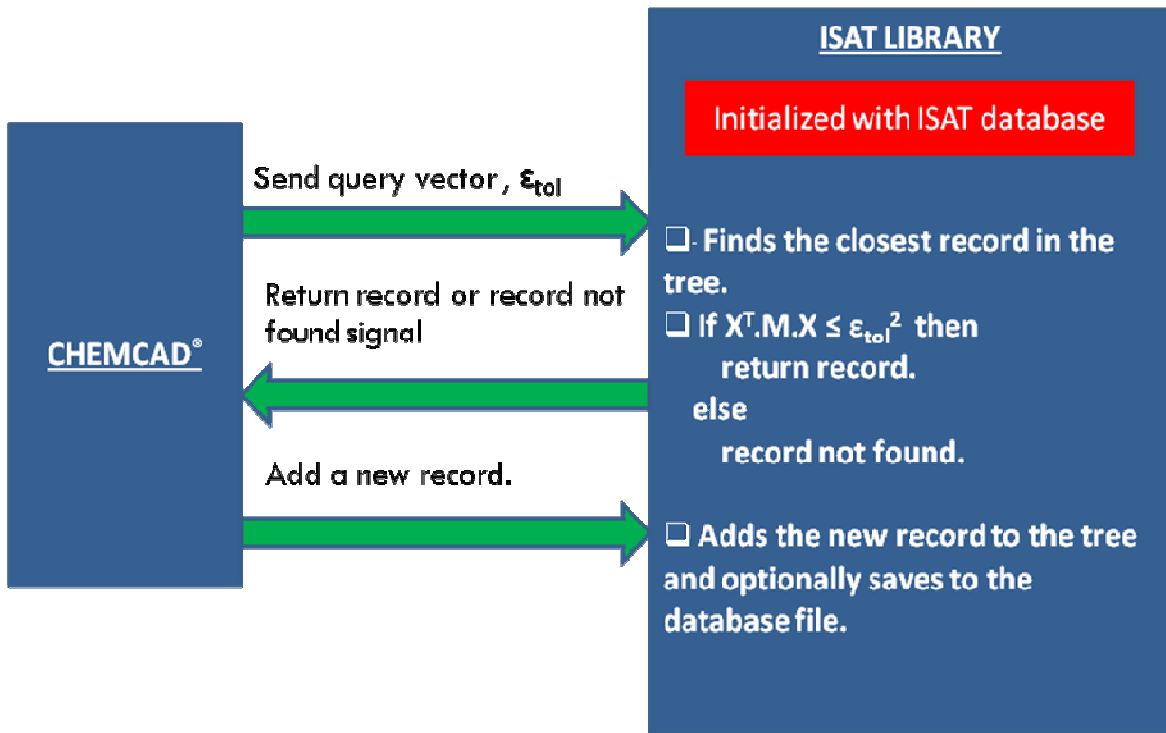 ISAT LIBRARY
Initialized with ISAT database
Send query vector , ε_tol
Return record or record not
found signal
CHEMCAD®
Add a new record.
❑- Finds the closest record in the
tree.
❑ If Xᵀ.M.X ≤ ε_tol² then
return record.
else
record not found.
❑ Adds the new record to the tree
and optionally saves to the
database file.